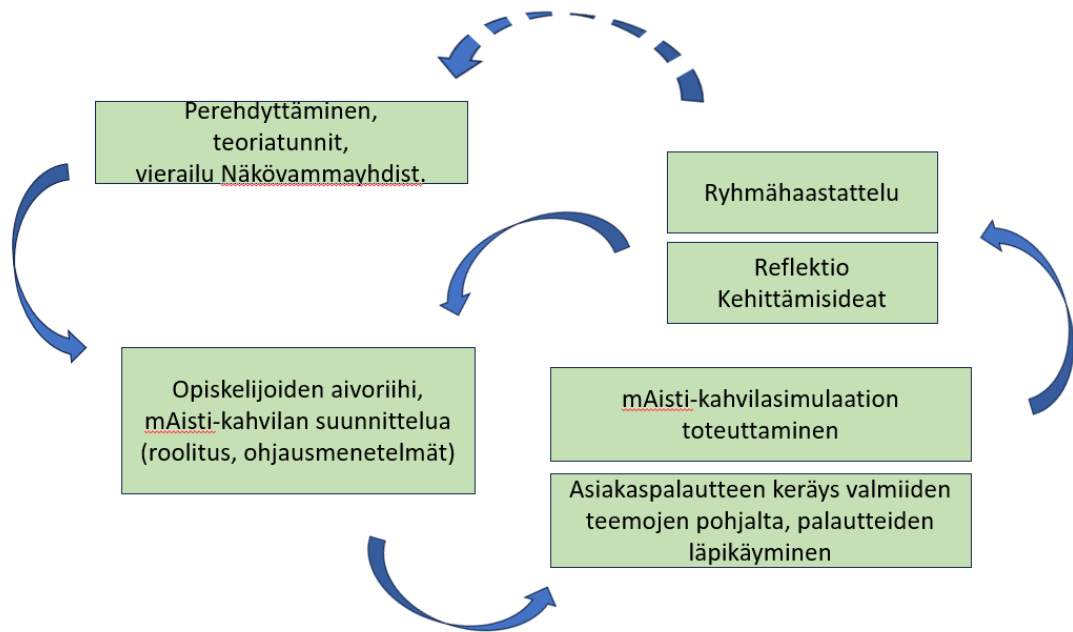 Perehdyttäminen,
teoriatunnit,
vierailu Näkövammayhdist.
Ryhmähaastattelu
Reflektio
Kehittämisideat
Opiskelijoiden aivoriihi,
mAisti-kahvilan suunnittelua
(roolitus, ohjausmenetelmät)
mAisti-kahvilasimulaation
toteuttaminen
Asiakaspalautteen keräys valmiiden
teemojen pohjalta, palautteiden
läpikäyminen